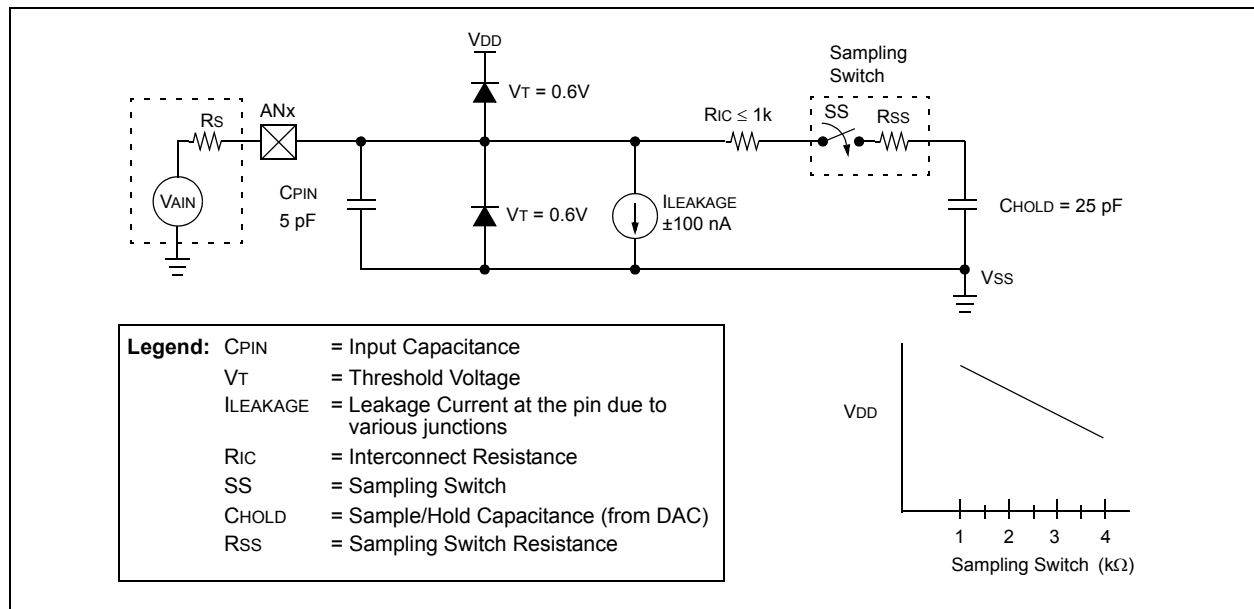 VDD
Sampling
Switch
VT = 0.6V
ANx
RS
RIC ≤ 1k
SS
RSS
VAIN
CPIN
5 pF
VT = 0.6V
ILEAKAGE
±100 nA
CHOLD = 25 pF
VSS
Legend: CPIN = Input Capacitance
VT = Threshold Voltage
ILEAKAGE = Leakage Current at the pin due to
various junctions
RIC = Interconnect Resistance
SS = Sampling Switch
CHOLD = Sample/Hold Capacitance (from DAC)
RSS = Sampling Switch Resistance
VDD
1 2 3 4
Sampling Switch (kΩ)